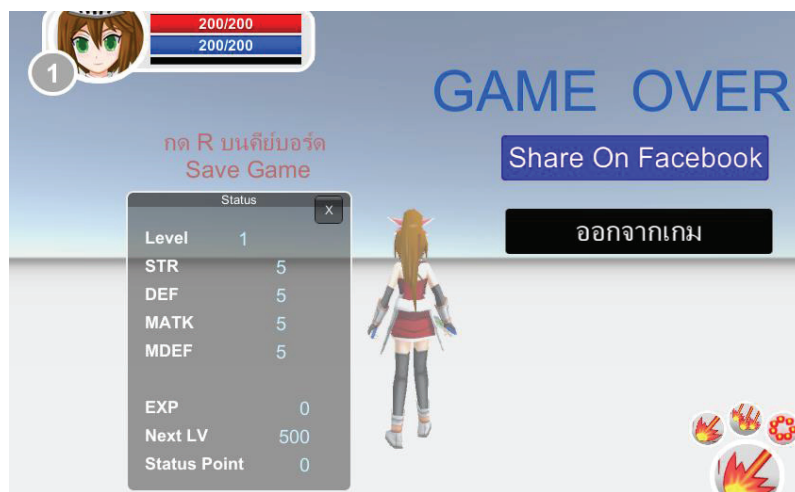 200/200
200/200
1
GAME OVER
กด R บนคีย์บอร์ด
Save Game
Share On Facebook
Status
X
ออกจากเกม
Level 1
STR 5
DEF 5
MATK 5
MDEF 5
EXP 0
Next LV 500
Status Point 0